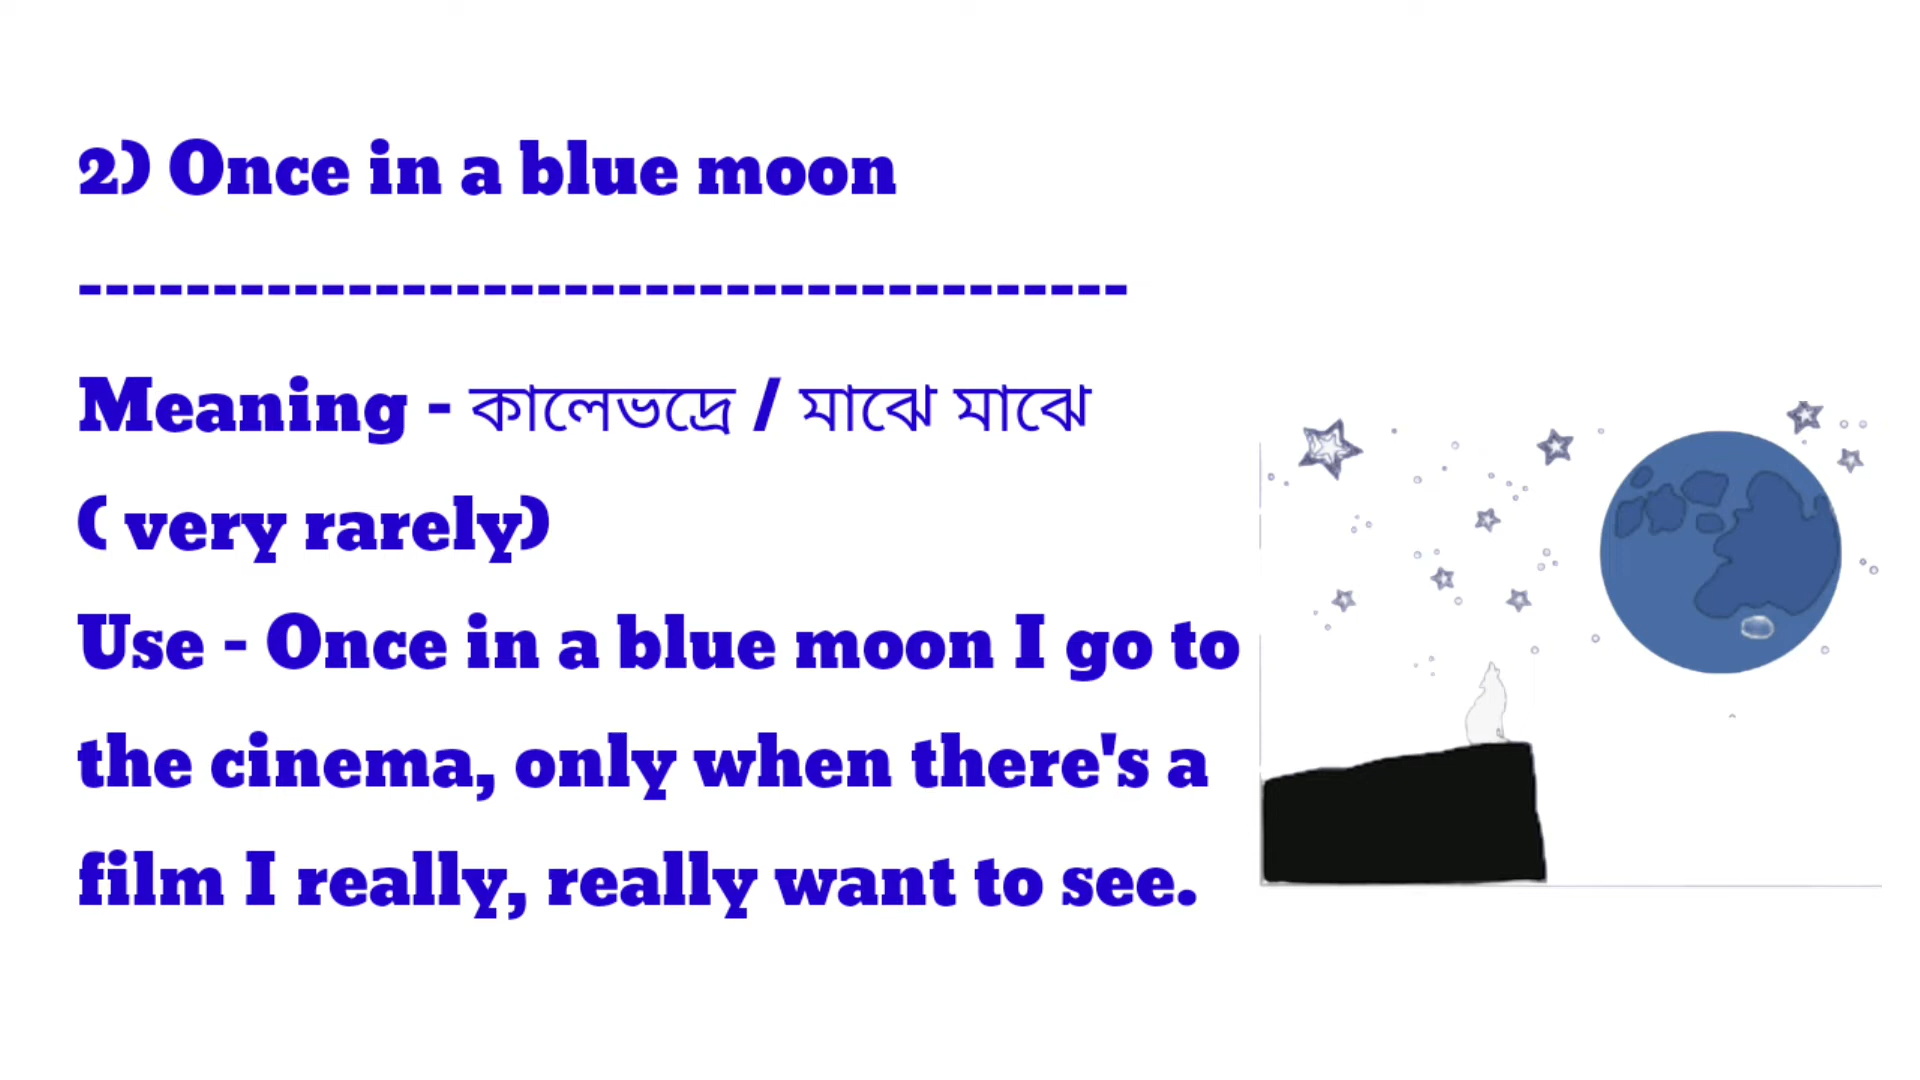 2) Once in a blue moon
---------------------------------------
Meaning - কালেভদ্রে / মাঝে মাঝে
( very rarely)
Use - Once in a blue moon I go to
the cinema, only when there's a
film I really, really want to see.